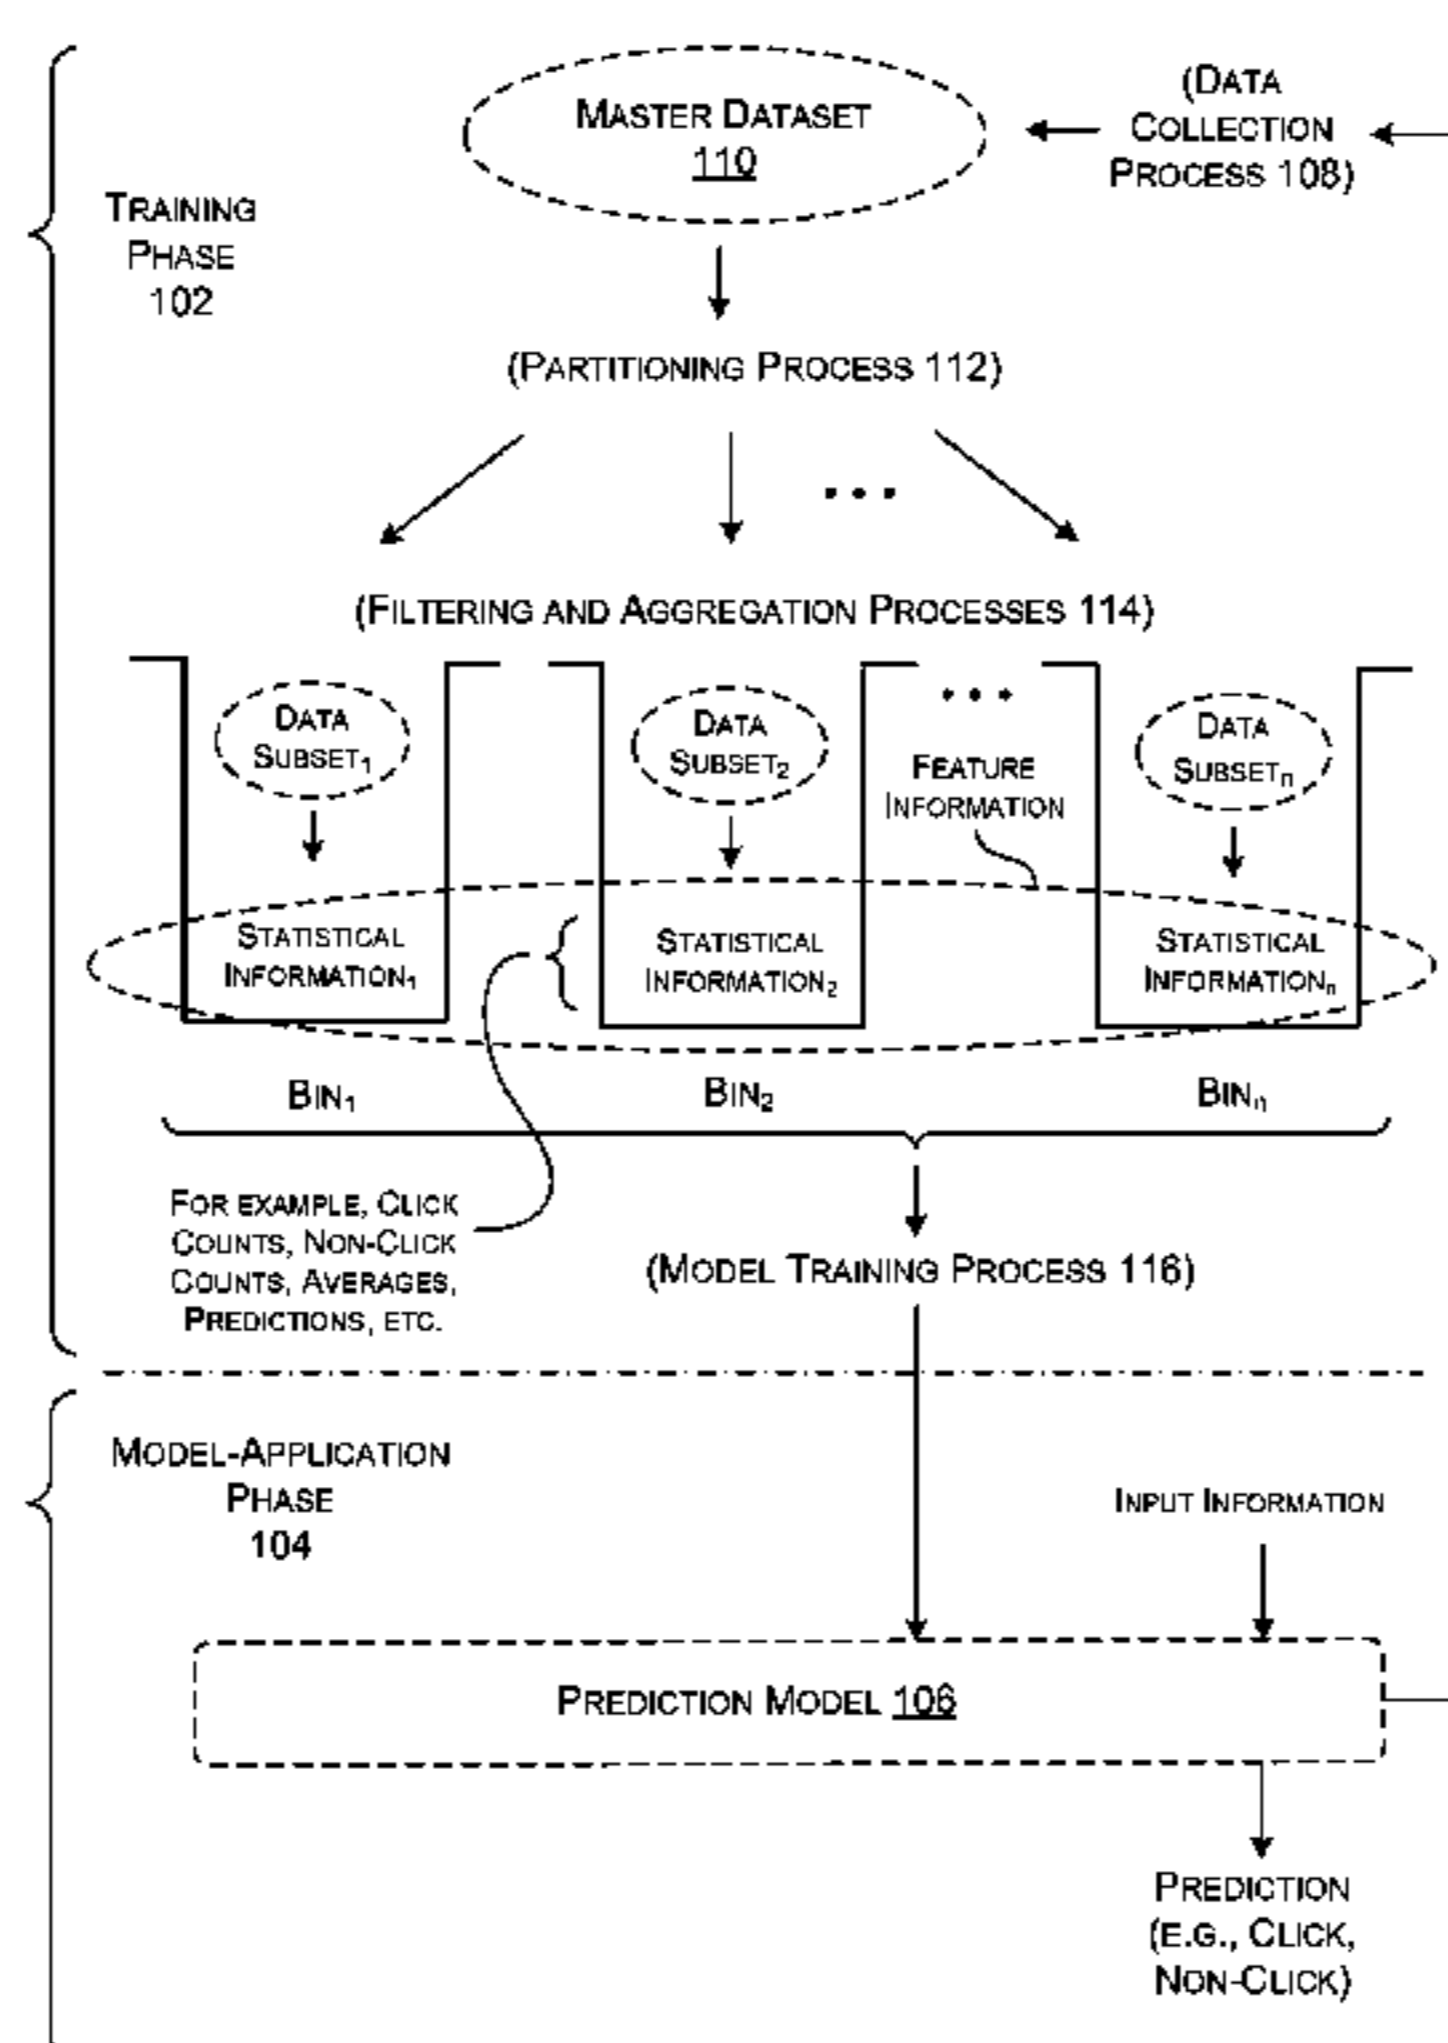 MASTER DATASET
110
(DATA
COLLECTION
PROCESS 108)
TRAINING
PHASE
102
(PARTITIONING PROCESS 112)
• • •
(FILTERING AND AGGREGATION PROCESSES 114)
DATA
SUBSET₁
DATA
SUBSET₂
• • •
FEATURE
INFORMATION
DATA
SUBSETₙ
STATISTICAL
INFORMATION₁
STATISTICAL
INFORMATION₂
STATISTICAL
INFORMATIONₙ
BIN₁
BIN₂
BINₙ
FOR EXAMPLE, CLICK
COUNTS, NON-CLICK
COUNTS, AVERAGES,
PREDICTIONS, ETC.
(MODEL TRAINING PROCESS 116)
MODEL-APPLICATION
PHASE
104
INPUT INFORMATION
PREDICTION MODEL 106
PREDICTION
(E.G., CLICK,
NON-CLICK)